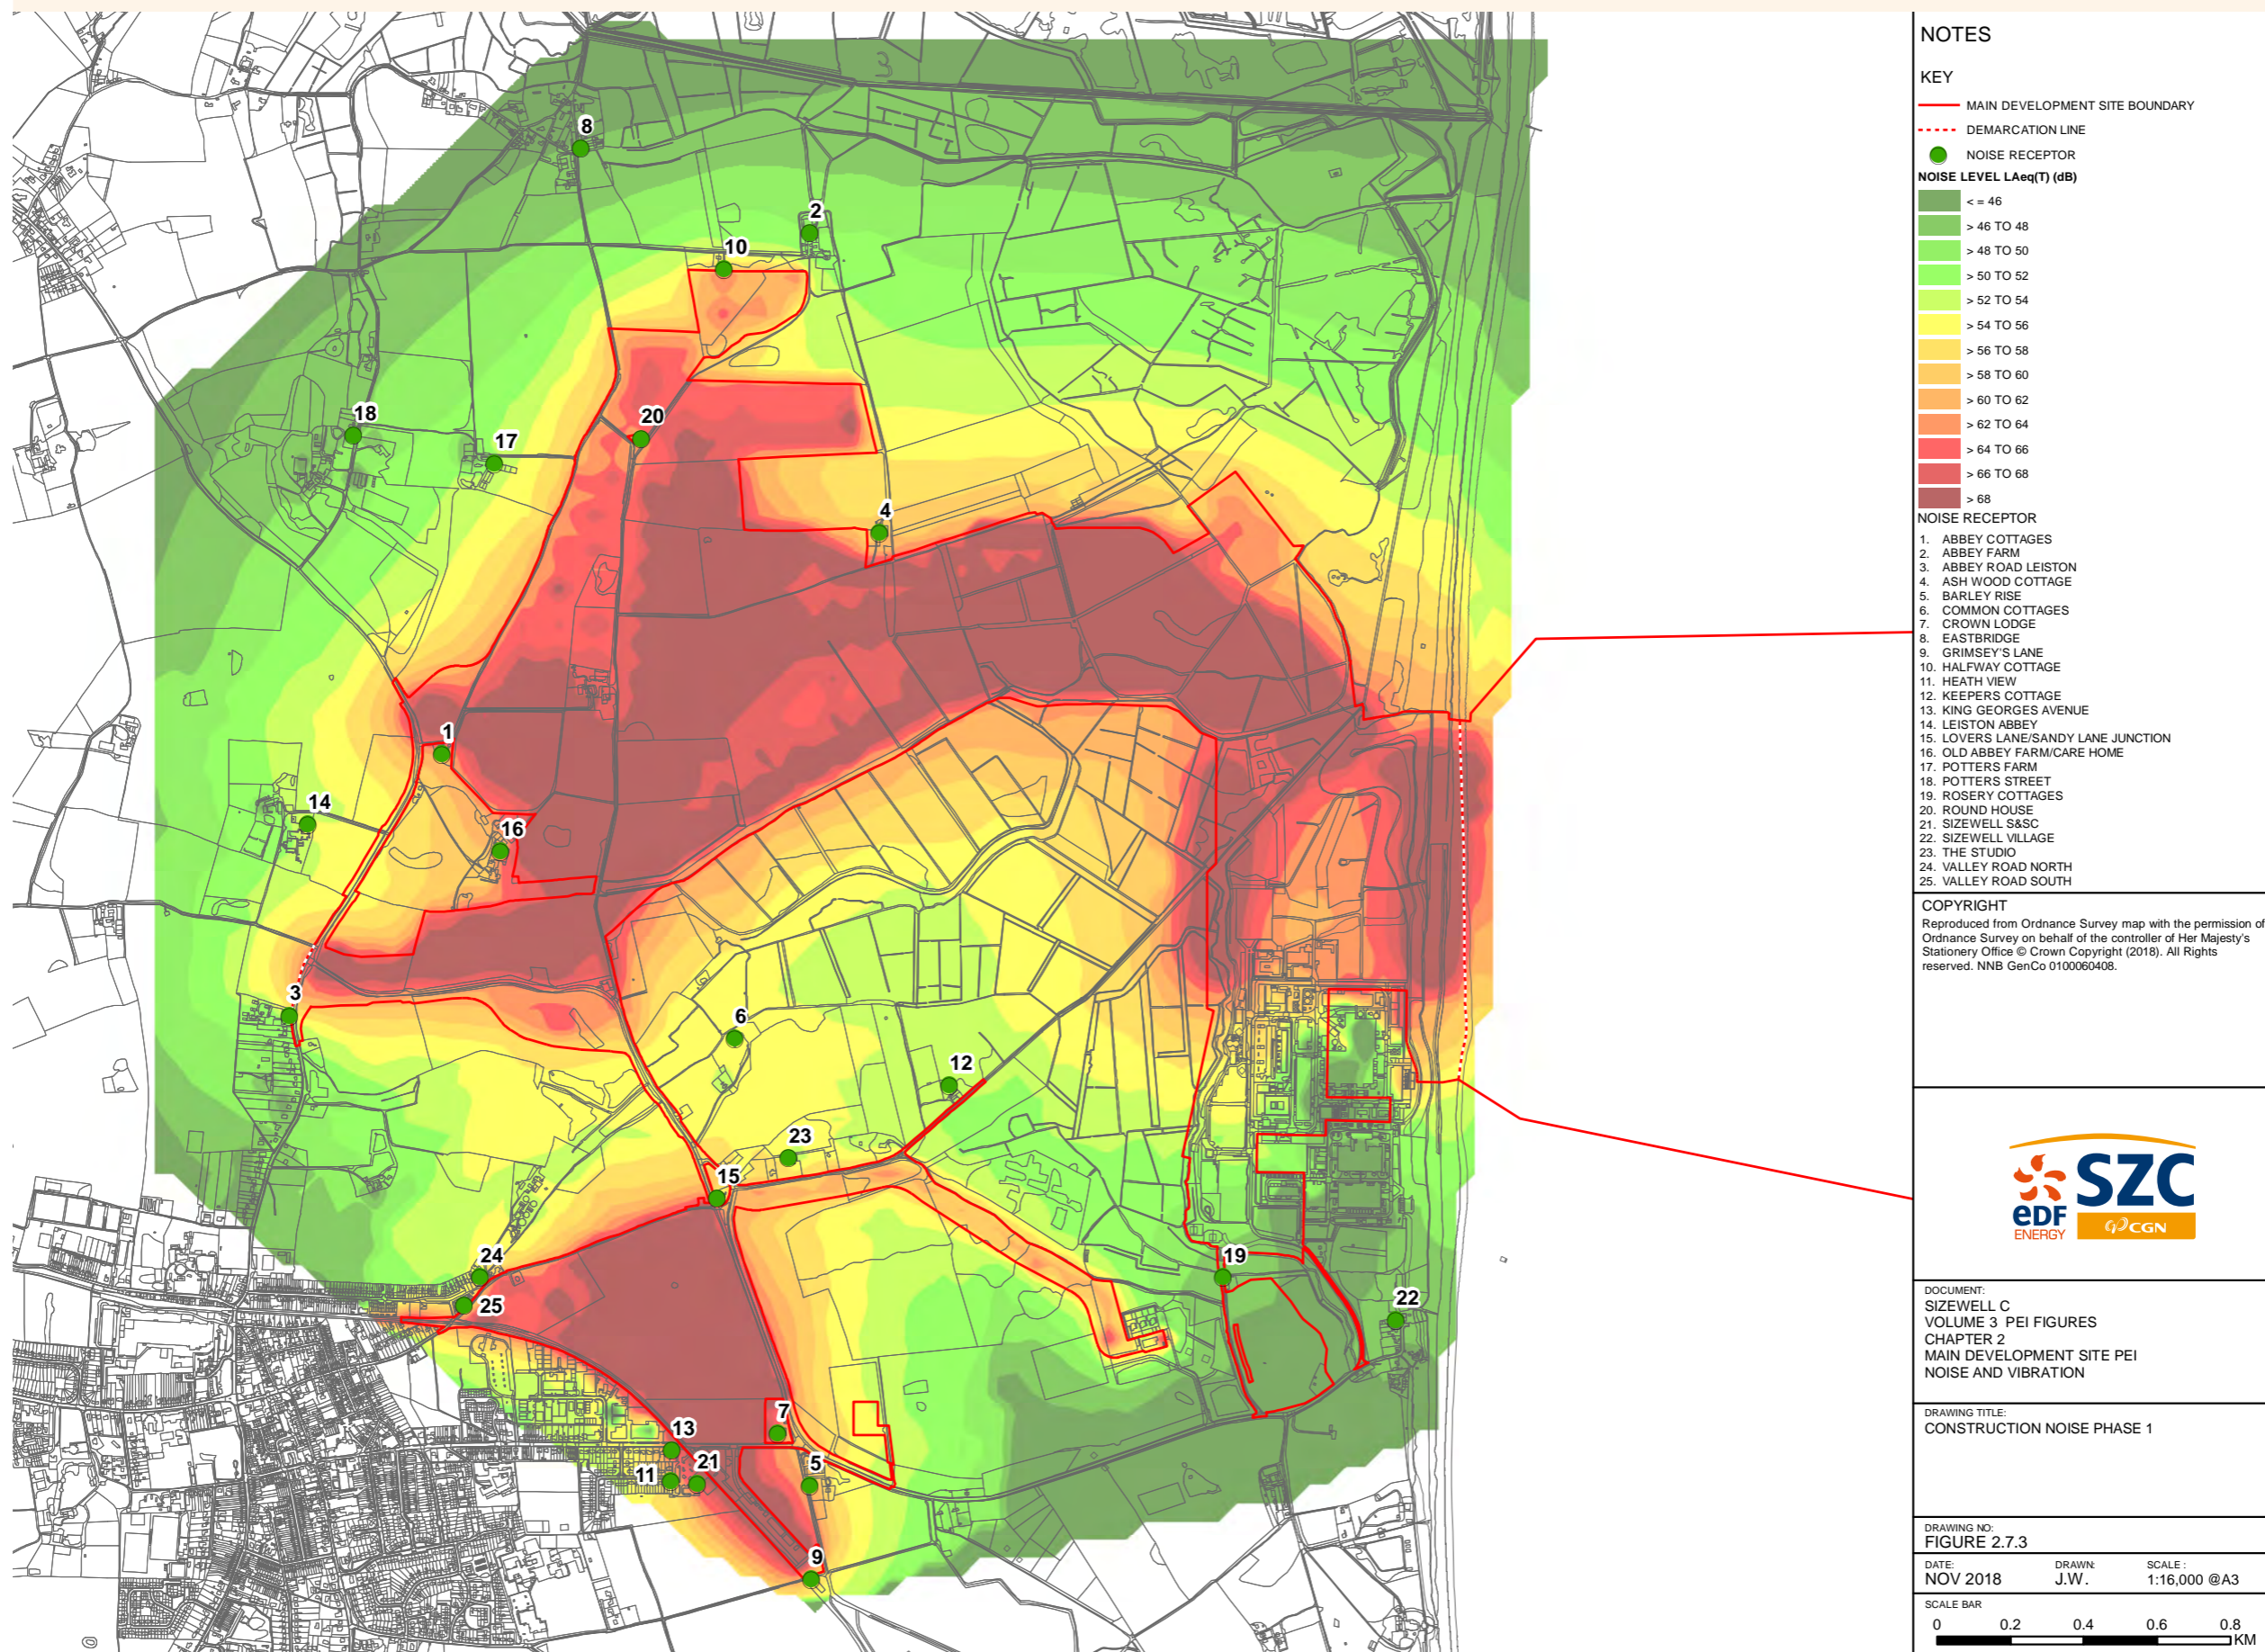 3
8
2
10
18
17
20
4
1
14
16
3
6
12
23
15
24
25
19
22
7
13
11
21
5
9
NOTES
KEY
MAIN DEVELOPMENT SITE BOUNDARY
DEMARCATION LINE
NOISE RECEPTOR
NOISE LEVEL LAeq(T) (dB)
< = 46
> 46 TO 48
> 48 TO 50
> 50 TO 52
> 52 TO 54
> 54 TO 56
> 56 TO 58
> 58 TO 60
> 60 TO 62
> 62 TO 64
> 64 TO 66
> 66 TO 68
> 68
NOISE RECEPTOR
1. ABBEY COTTAGES
2. ABBEY FARM
3. ABBEY ROAD LEISTON
4. ASH WOOD COTTAGE
5. BARLEY RISE
6. COMMON COTTAGES
7. CROWN LODGE
8. EASTBRIDGE
9. GRIMSEY'S LANE
10. HALFWAY COTTAGE
11. HEATH VIEW
12. KEEPERS COTTAGE
13. KING GEORGES AVENUE
14. LEISTON ABBEY
15. LOVERS LANE/SANDY LANE JUNCTION
16. OLD ABBEY FARM/CARE HOME
17. POTTERS FARM
18. POTTERS STREET
19. ROSERY COTTAGES
20. ROUND HOUSE
21. SIZEWELL S&SC
22. SIZEWELL VILLAGE
23. THE STUDIO
24. VALLEY ROAD NORTH
25. VALLEY ROAD SOUTH
COPYRIGHT
Reproduced from Ordnance Survey map with the permission of
Ordnance Survey on behalf of the controller of Her Majesty's
Stationery Office © Crown Copyright (2018). All Rights
reserved. NNB GenCo 0100060408.
eDF
ENERGY
SZC
CGN
DOCUMENT:
SIZEWELL C
VOLUME 3 PEI FIGURES
CHAPTER 2
MAIN DEVELOPMENT SITE PEI
NOISE AND VIBRATION
DRAWING TITLE:
CONSTRUCTION NOISE PHASE 1
DRAWING NO:
FIGURE 2.7.3
DATE: DRAWN: SCALE :
NOV 2018 J.W. 1:16,000 @A3
SCALE BAR
0 0.2 0.4 0.6 0.8
KM